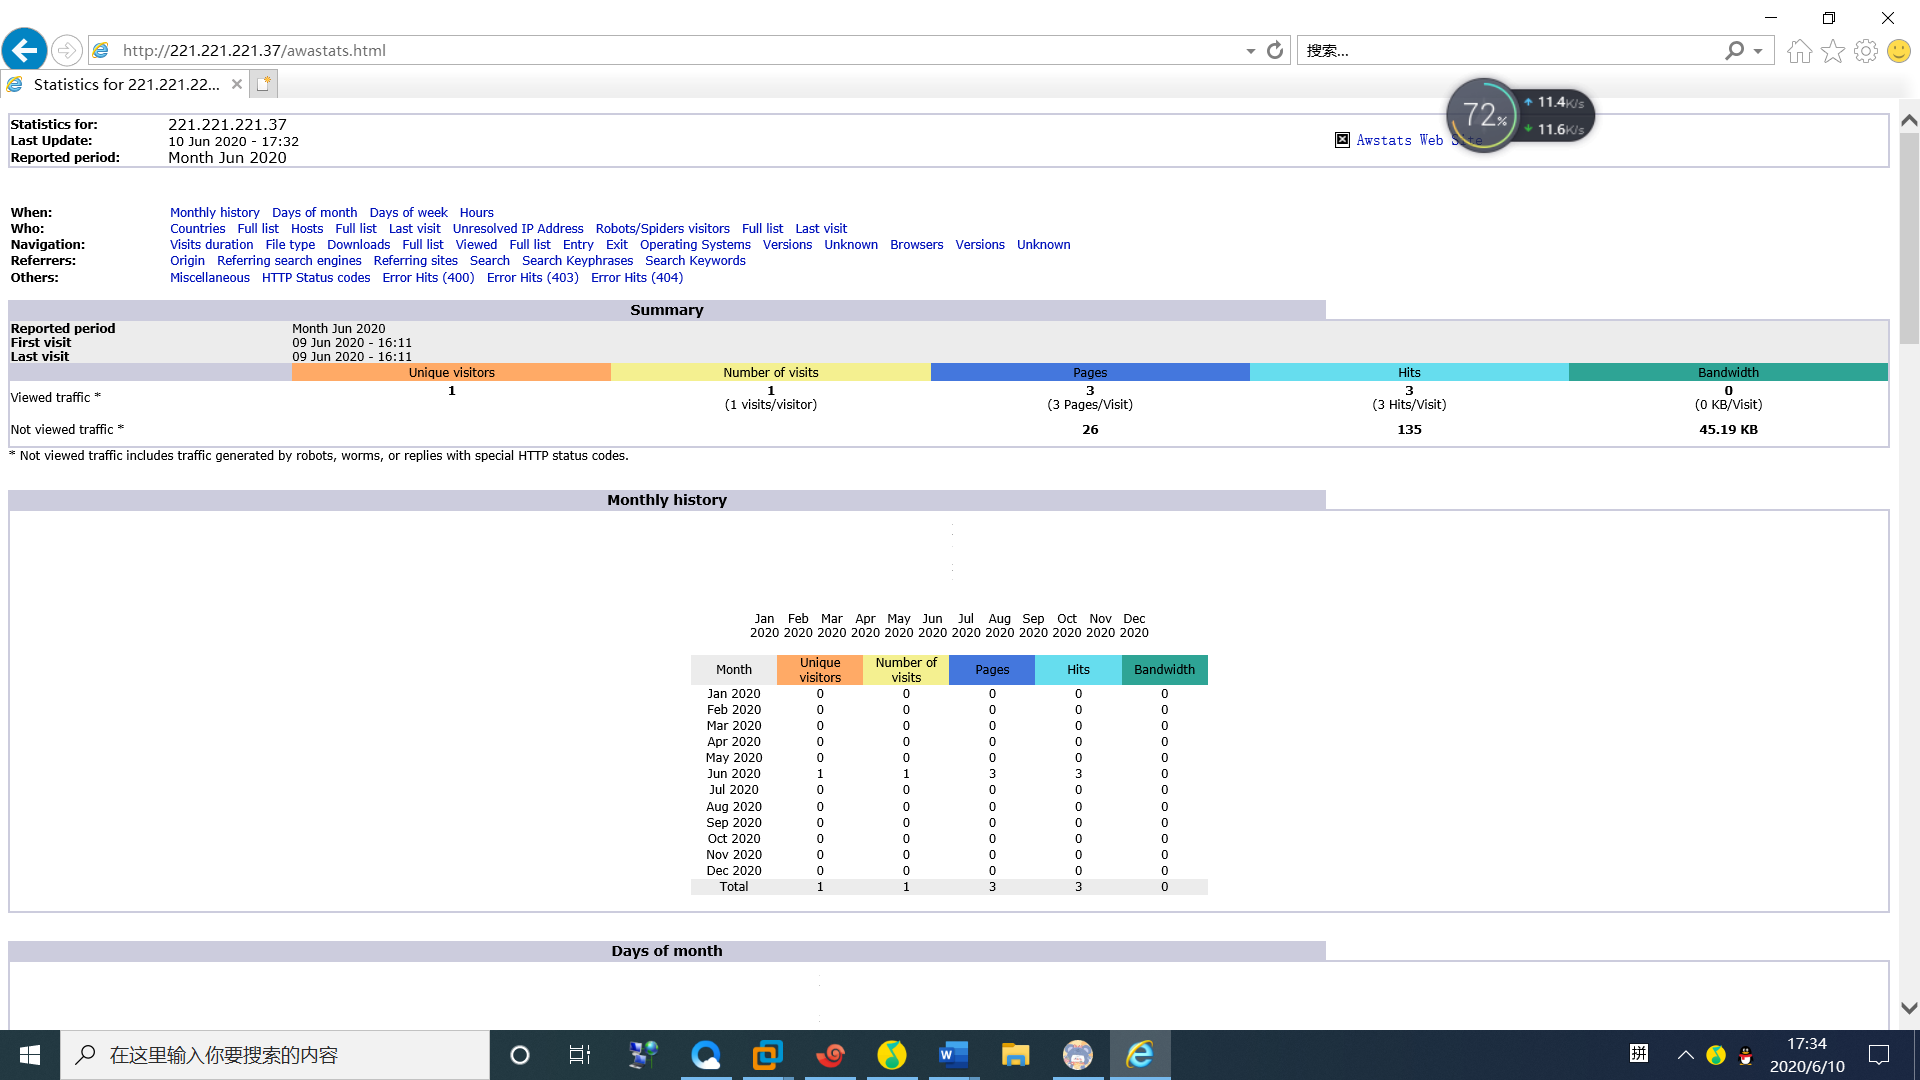 http://221.221.221.37/awastats.html
搜索...
Statistics for 221.221.22...
72%
11.4K/s
11.6K/s
Statistics for: 221.221.221.37
Last Update: 10 Jun 2020 - 17:32
Reported period: Month Jun 2020
Awstats Web Site
When: Monthly history Days of month Days of week Hours
Who: Countries Full list Hosts Full list Last visit Unresolved IP Address Robots/Spiders visitors Full list Last visit
Navigation: Visits duration File type Downloads Full list Viewed Full list Entry Exit Operating Systems Versions Unknown Browsers Versions Unknown
Referrers: Origin Referring search engines Referring sites Search Search Keyphrases Search Keywords
Others: Miscellaneous HTTP Status codes Error Hits (400) Error Hits (403) Error Hits (404)
Summary
Reported period Month Jun 2020
First visit 09 Jun 2020 - 16:11
Last visit 09 Jun 2020 - 16:11
Unique visitors Number of visits Pages Hits Bandwidth
Viewed traffic * 1 1 3 3 0
(1 visits/visitor) (3 Pages/Visit) (3 Hits/Visit) (0 KB/Visit)
Not viewed traffic * 26 135 45.19 KB
* Not viewed traffic includes traffic generated by robots, worms, or replies with special HTTP status codes.
Monthly history
Jan Feb Mar Apr May Jun Jul Aug Sep Oct Nov Dec
2020 2020 2020 2020 2020 2020 2020 2020 2020 2020 2020 2020
Month Unique visitors Number of visits Pages Hits Bandwidth
Jan 2020 0 0 0 0 0
Feb 2020 0 0 0 0 0
Mar 2020 0 0 0 0 0
Apr 2020 0 0 0 0 0
May 2020 0 0 0 0 0
Jun 2020 1 1 3 3 0
Jul 2020 0 0 0 0 0
Aug 2020 0 0 0 0 0
Sep 2020 0 0 0 0 0
Oct 2020 0 0 0 0 0
Nov 2020 0 0 0 0 0
Dec 2020 0 0 0 0 0
Total 1 1 3 3 0
Days of month
在这里输入你要搜索的内容
拼
17:34
2020/6/10